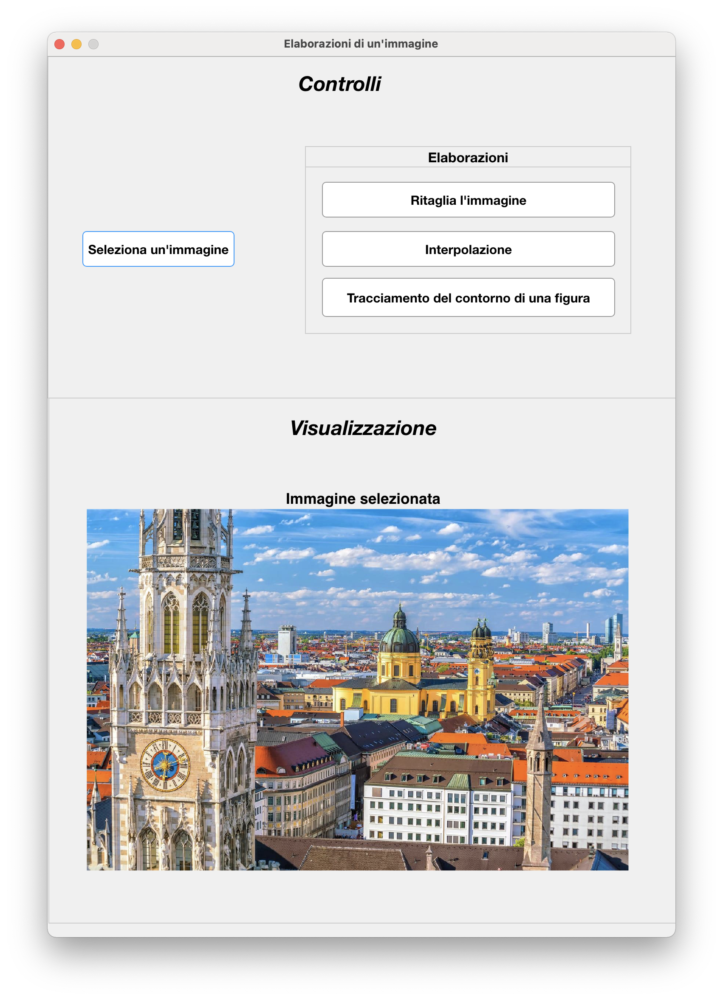 Elaborazioni di un'immagine
Controlli
Elaborazioni
Ritaglia l'immagine
Seleziona un'immagine
Interpolazione
Tracciamento del contorno di una figura
Visualizzazione
Immagine selezionata